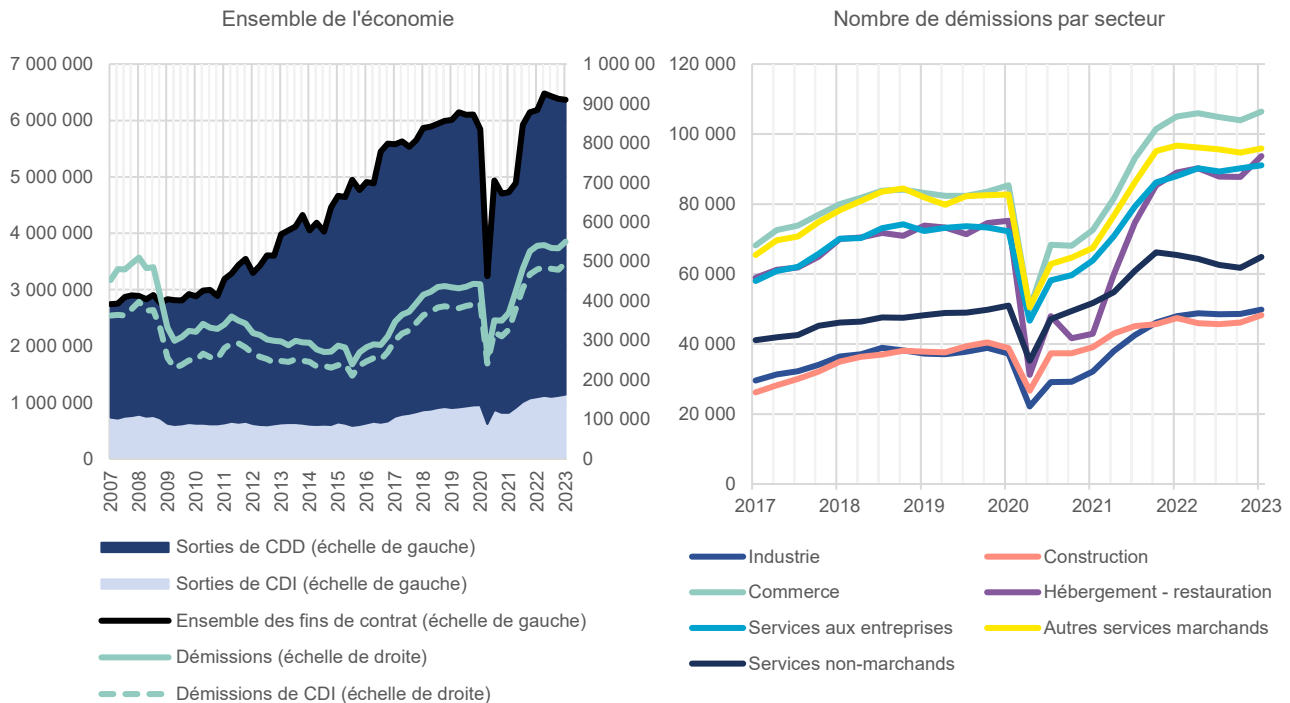 Ensemble de l'économie
7 000 000
6 000 000
5 000 000
4 000 000
3 000 000
2 000 000
1 000 000
0
1 000 00
900 000
800 000
700 000
600 000
500 000
400 000
300 000
200 000
100 000
0
2007
2008
2009
2010
2011
2012
2013
2014
2015
2016
2017
2018
2019
2020
2021
2022
2023
Sorties de CDD (échelle de gauche)
Sorties de CDI (échelle de gauche)
Ensemble des fins de contrat (échelle de gauche)
Démissions (échelle de droite)
Démissions de CDI (échelle de droite)
Nombre de démissions par secteur
120 000
100 000
80 000
60 000
40 000
20 000
0
2017 2018 2019 2020 2021 2022 2023
Industrie
Construction
Commerce
Hébergement - restauration
Services aux entreprises
Autres services marchands
Services non-marchands